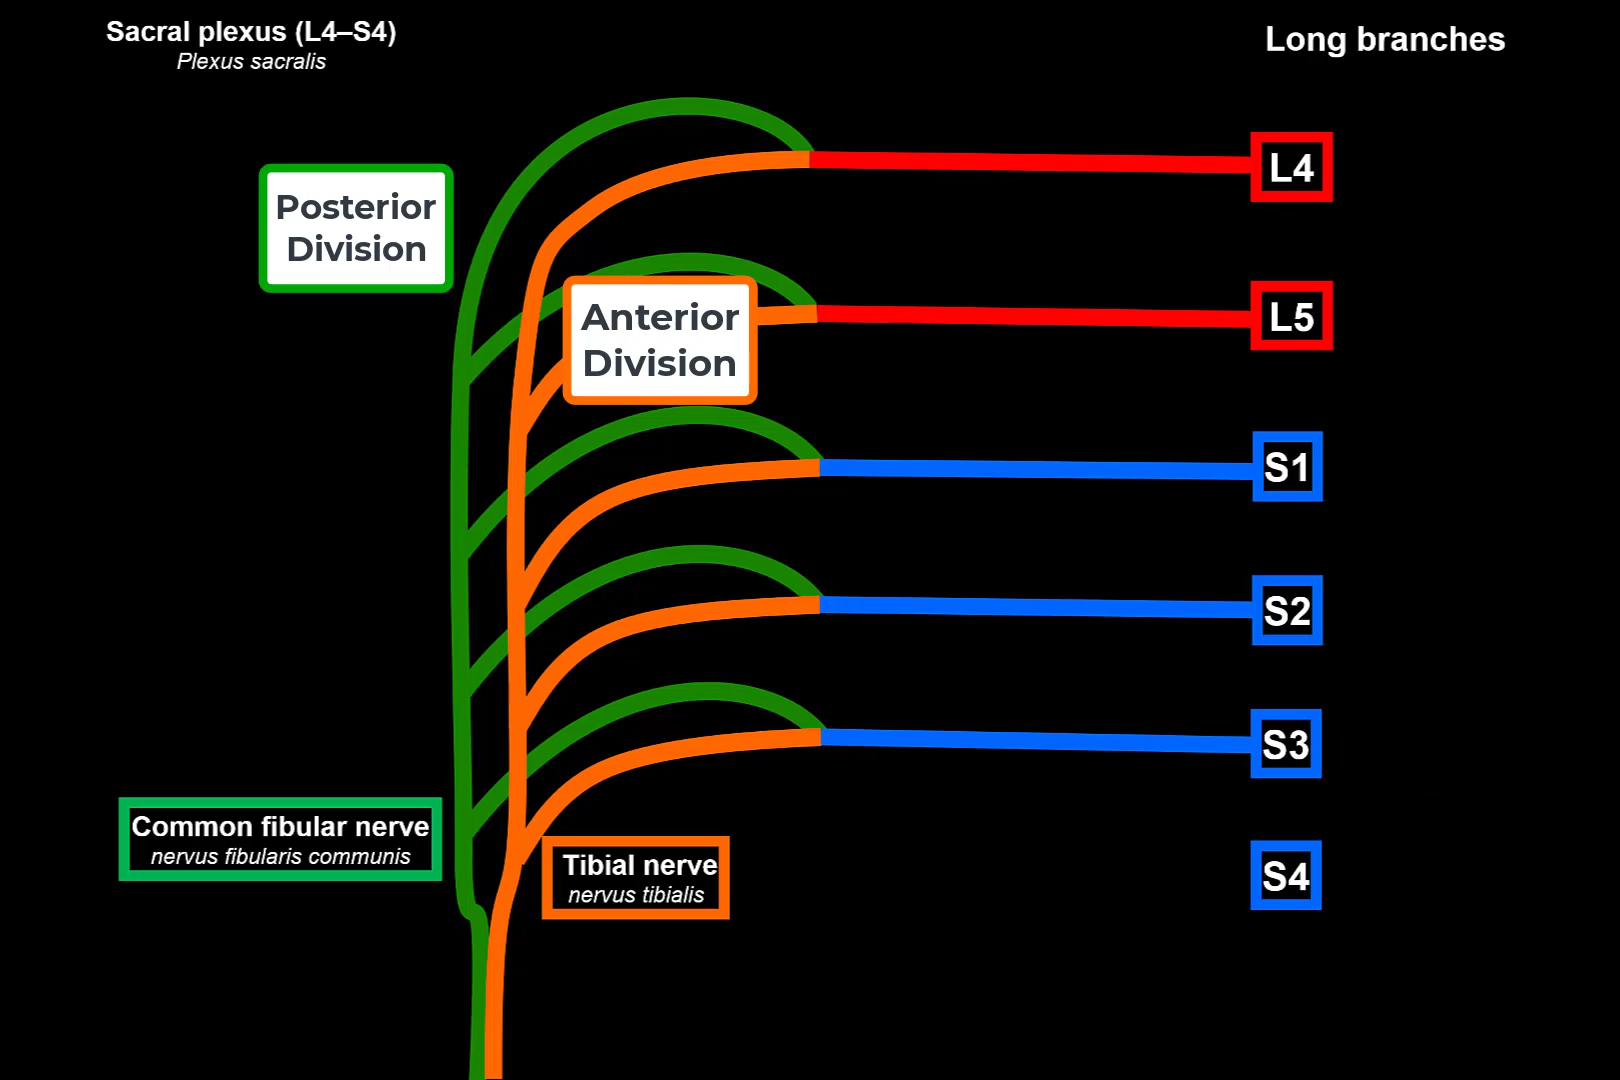 Sacral plexus (L4–S4)
Plexus sacralis
Long branches
L4
Posterior
Division
L5
Anterior
Division
S1
S2
S3
Common fibular nerve
nervus fibularis communis
Tibial nerve
nervus tibialis
S4